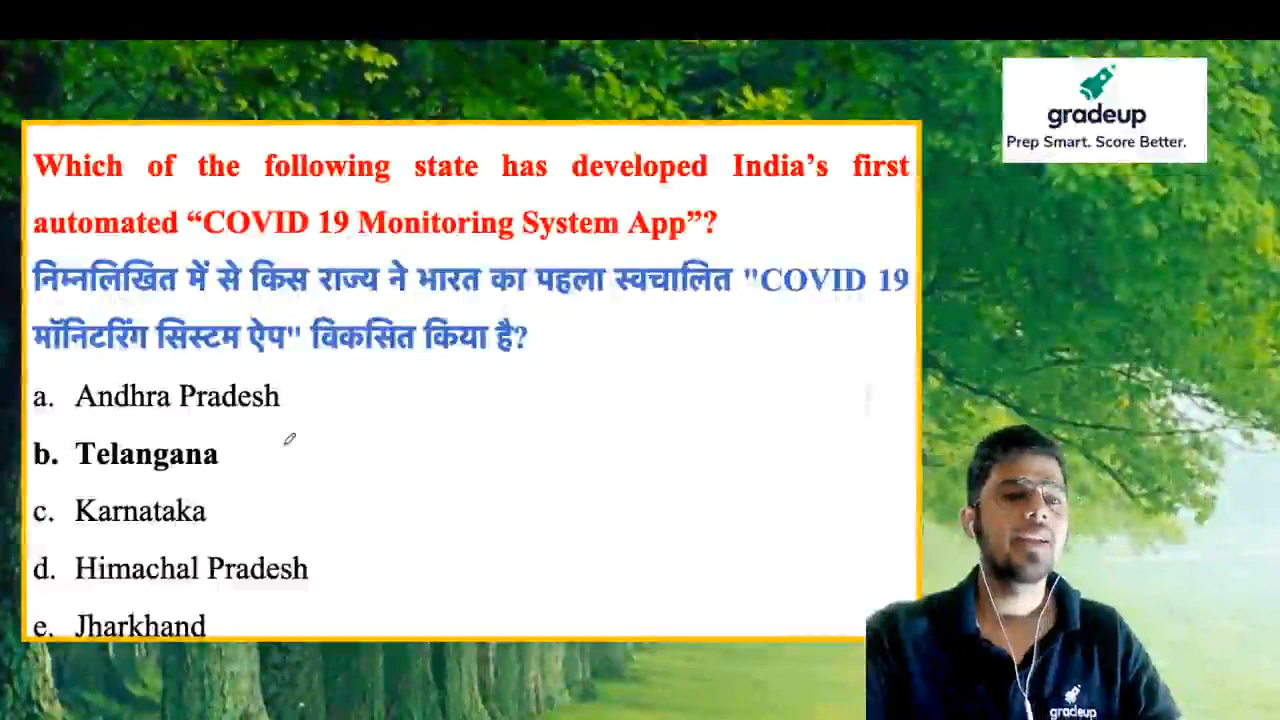 gradeup
Prep Smart. Score Better.
Which of the following state has developed India’s first
automated “COVID 19 Monitoring System App”?
निम्नलिखित में से किस राज्य ने भारत का पहला स्वचालित "COVID 19
मॉनिटरिंग सिस्टम ऐप" विकसित किया है?
a. Andhra Pradesh
b. Telangana
c. Karnataka
d. Himachal Pradesh
e. Jharkhand
gradeup